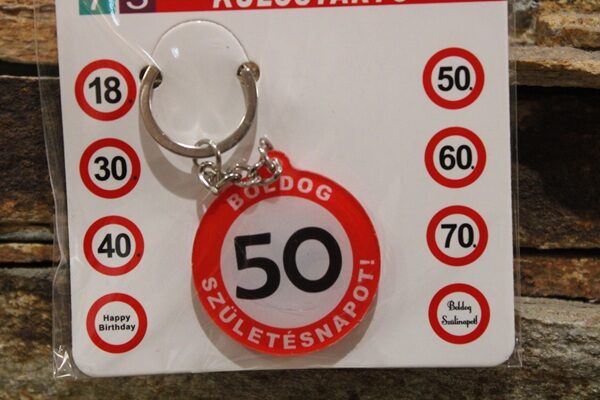 KULCSTARTÓ
18.
30.
40.
Happy
Birthday
BOLDOG
50
SZÜLETÉSNAPOT!
50.
60.
70.
Boldog
Szülinapot!